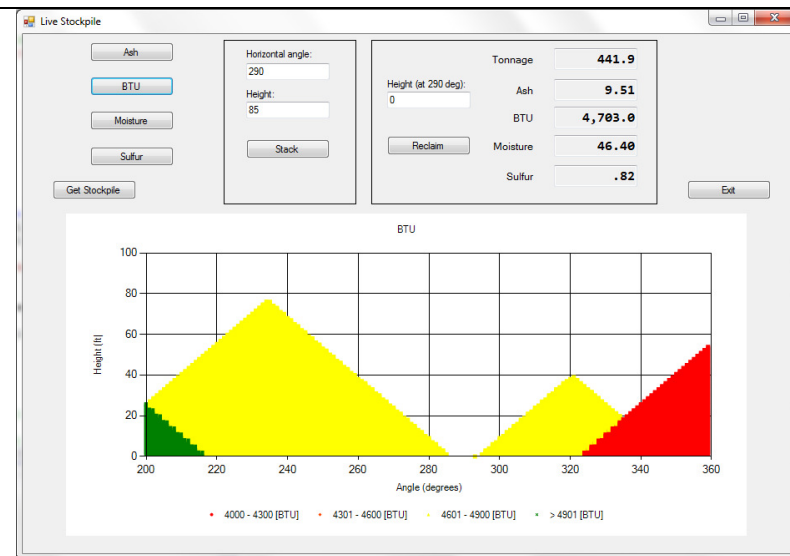 Live Stockpile
Ash
BTU
Moisture
Sulfur
Get Stockpile
Horizontal angle:
290
Height:
85
Stack
Height (at 290 deg):
0
Reclaim
Tonnage 441.9
Ash 9.51
BTU 4,703.0
Moisture 46.40
Sulfur .82
Exit
BTU
Height [ft]
100
80
60
40
20
0
200 220 240 260 280 300 320 340 360
Angle (degrees)
4000 - 4300 [BTU] 4301 - 4600 [BTU] 4601 - 4900 [BTU] > 4901 [BTU]